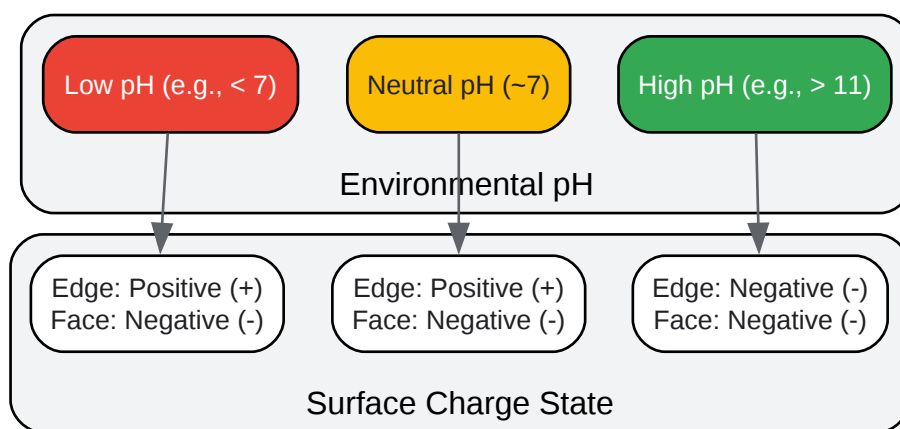 Low pH (e.g., < 7)
Neutral pH (~7)
High pH (e.g., > 11)
Environmental pH
Edge: Positive (+)
Face: Negative (-)
Edge: Positive (+)
Face: Negative (-)
Edge: Negative (-)
Face: Negative (-)
Surface Charge State